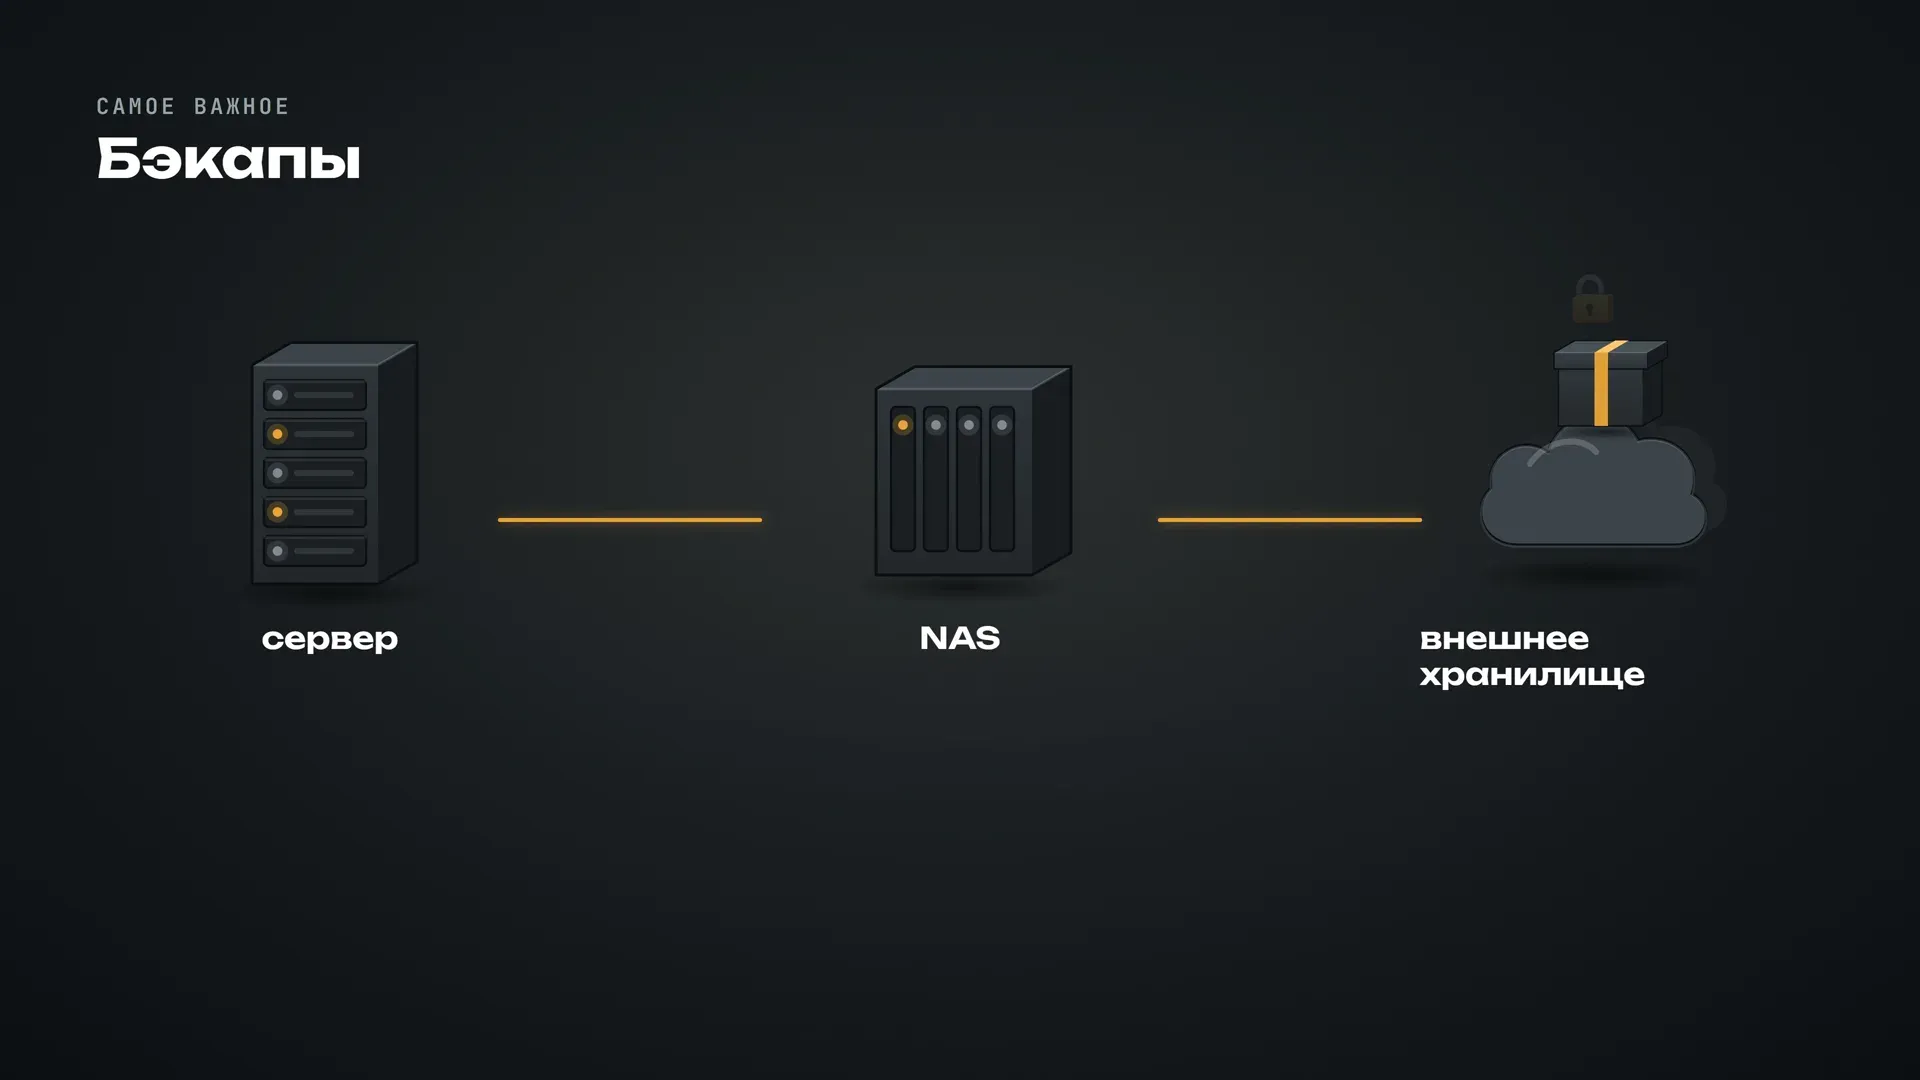 САМОЕ ВАЖНОЕ
Бэкапы
сервер
NAS
внешнее
хранилище